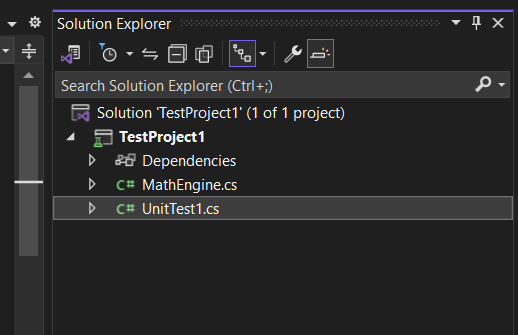 Solution Explorer
Search Solution Explorer (Ctrl+;)
Solution 'TestProject1' (1 of 1 project)
TestProject1
Dependencies
C# MathEngine.cs
C# UnitTest1.cs